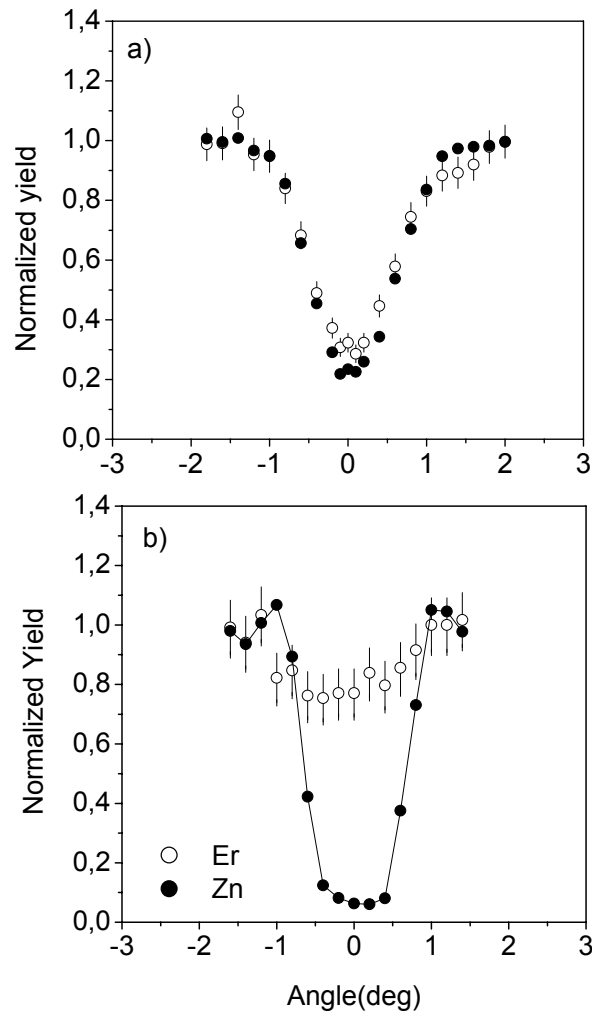 1,4
a)
1,2
1,0
0,8
0,6
0,4
0,2
0,0
Normalized yield
-3 -2 -1 0 1 2 3
1,4
b)
1,2
1,0
0,8
0,6
0,4
0,2
0,0
Normalized Yield
Er
Zn
-3 -2 -1 0 1 2 3
Angle(deg)